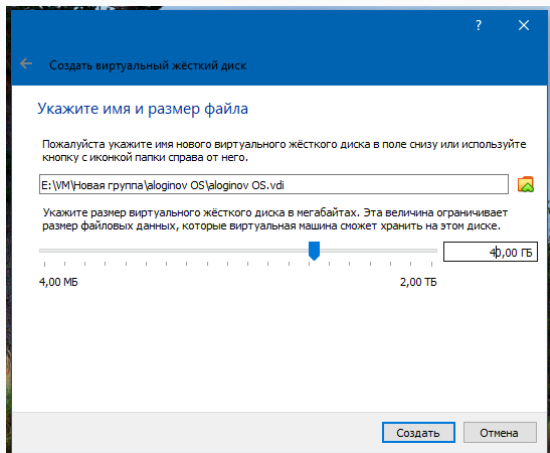 ?
Создать виртуальный жёсткий диск
Укажите имя и размер файла
Пожалуйста укажите имя нового виртуального жёсткого диска в поле снизу или используйте
кнопку с иконкой папки справа от него.
E:\VM\Новая группа\aloginov OS\aloginov OS.vdi
Укажите размер виртуального жёсткого диска в мегабайтах. Эта величина ограничивает
размер файловых данных, которые виртуальная машина сможет хранить на этом диске.
40,00 ГБ
4,00 МБ 2,00 ТБ
Создать Отмена